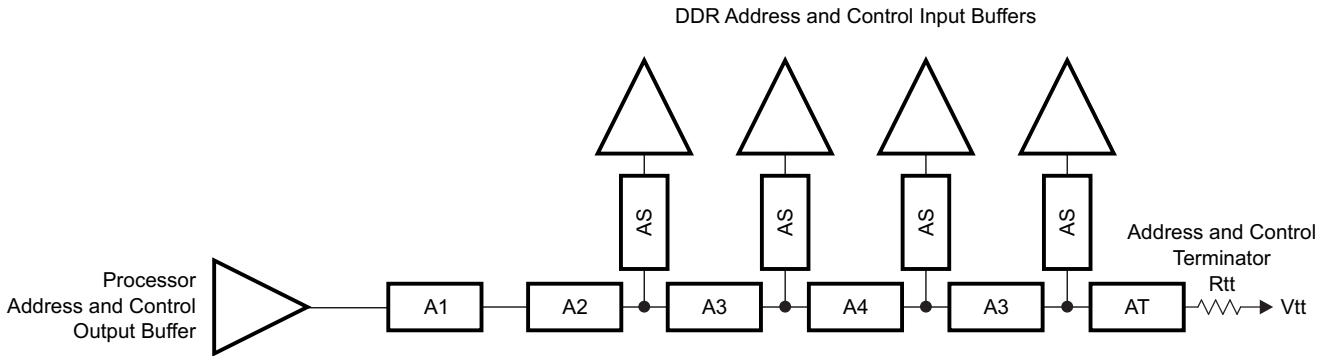 DDR Address and Control Input Buffers
AS
AS
AS
AS
Address and Control
Terminator
Rtt
Processor
Address and Control
Output Buffer
A1
A2
A3
A4
A3
AT
Vtt